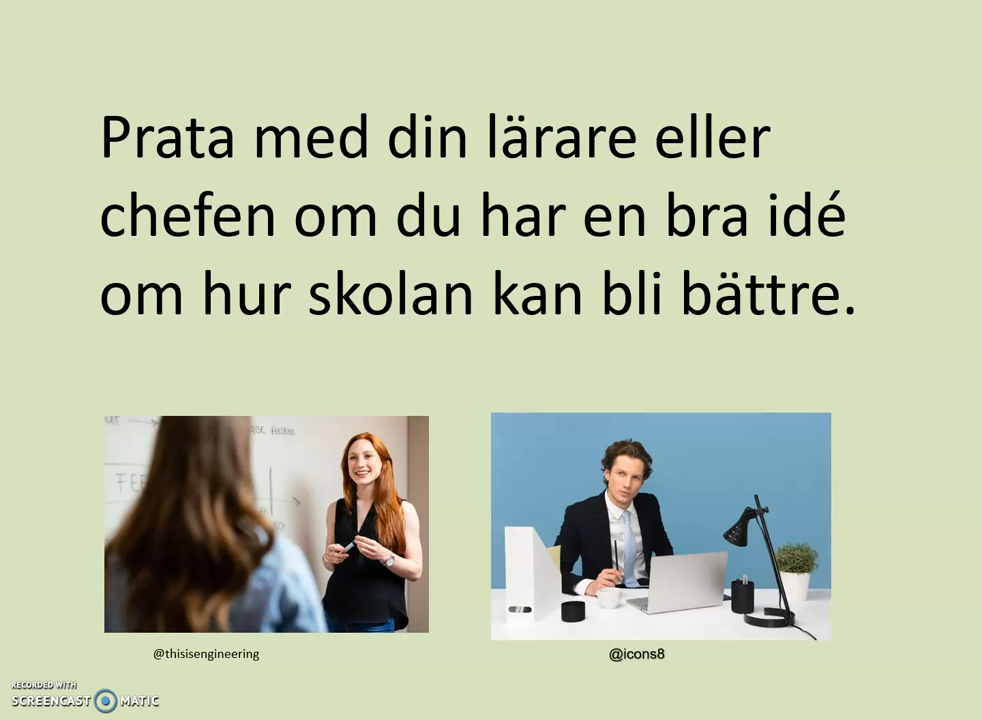 Prata med din lärare eller
chefen om du har en bra idé
om hur skolan kan bli bättre.
@thisisengineering
@icons8
RECORDED WITH
SCREENCAST MATIC